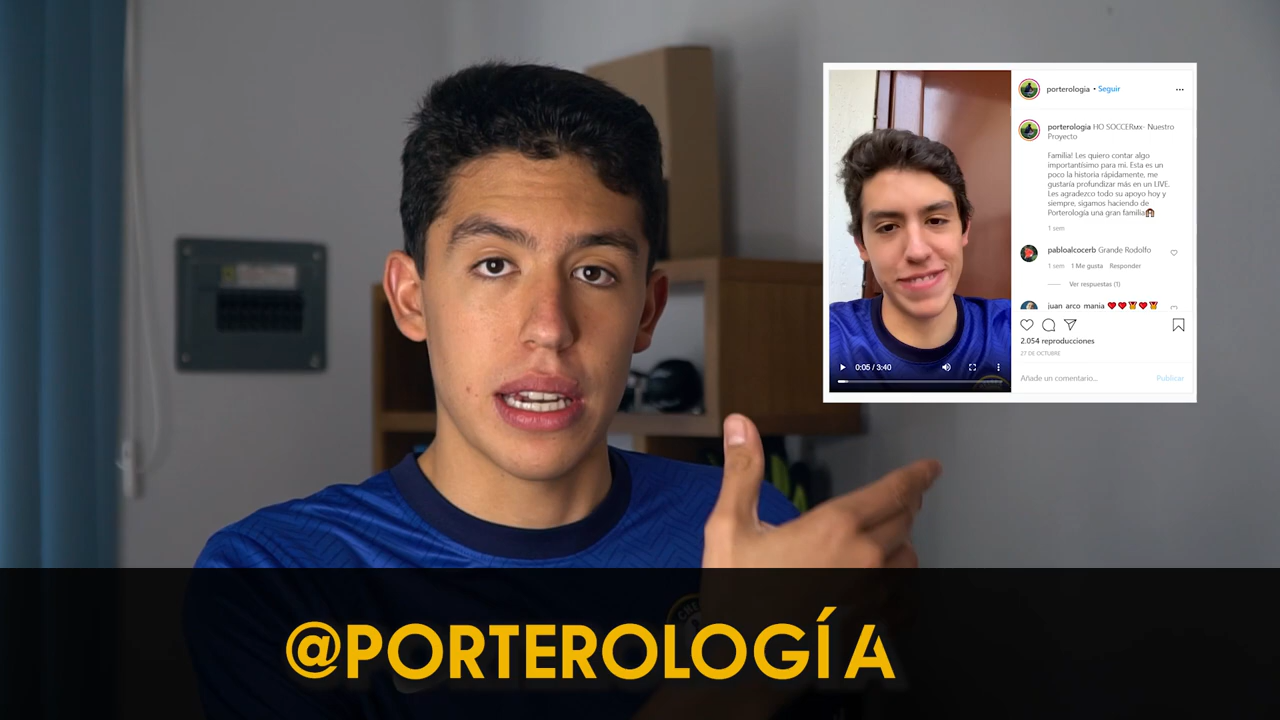 porterologia • Seguir
porterologia HO SOCCERMX- Nuestro
Proyecto
Familia! Les quiero contar algo
importantísimo para mi. Esta es un
poco la historia rápidamente, me
gustaría profundizar más en un LIVE.
Les agradezco todo su apoyo hoy y
siempre, sigamos haciendo de
Porterología una gran familia
1 sem
pabloalcocerb Grande Rodolfo
1 sem 1 Me gusta Responder
Ver respuestas (1)
juan_arco_mania
2.054 reproducciones
27 DE OCTUBRE
0:05 / 3:40
Añade un comentario... Publicar
@PORTEROLOGÍA